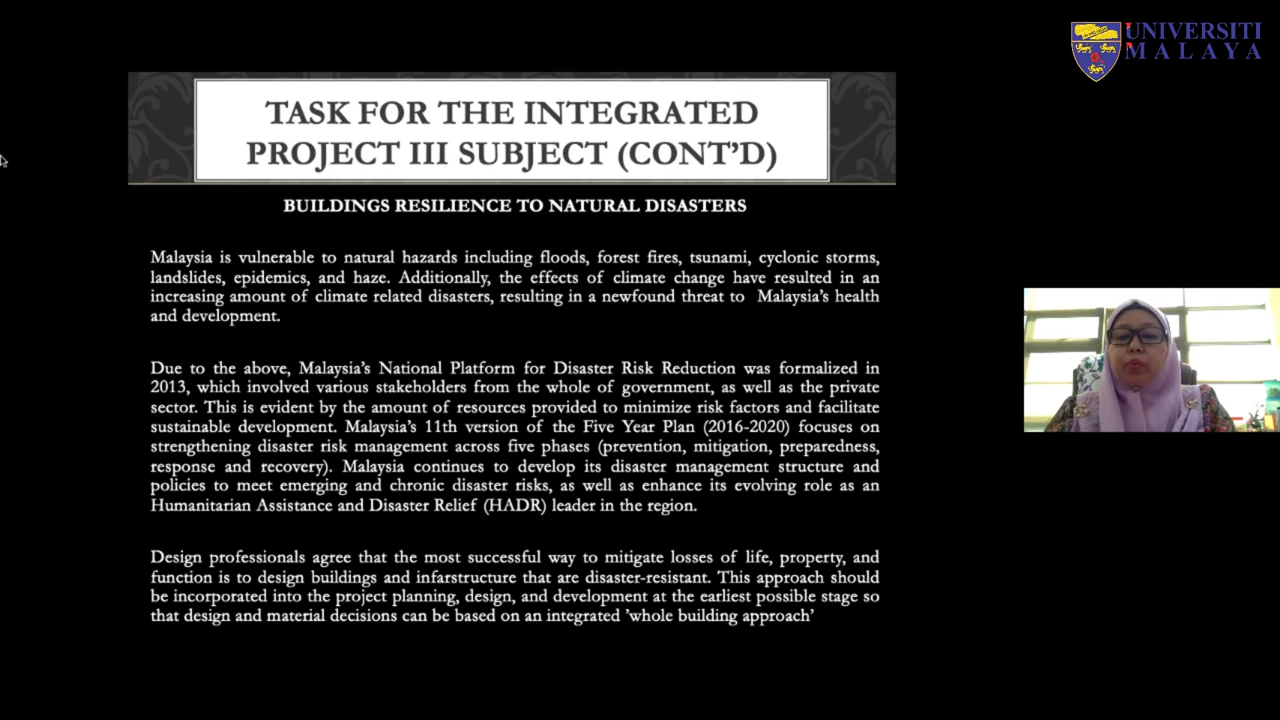 UNIVERSITI
MALAYA
TASK FOR THE INTEGRATED
PROJECT III SUBJECT (CONT’D)
BUILDINGS RESILIENCE TO NATURAL DISASTERS
Malaysia is vulnerable to natural hazards including floods, forest fires, tsunami, cyclonic storms,
landslides, epidemics, and haze. Additionally, the effects of climate change have resulted in an
increasing amount of climate related disasters, resulting in a newfound threat to Malaysia’s health
and development.
Due to the above, Malaysia’s National Platform for Disaster Risk Reduction was formalized in
2013, which involved various stakeholders from the whole of government, as well as the private
sector. This is evident by the amount of resources provided to minimize risk factors and facilitate
sustainable development. Malaysia’s 11th version of the Five Year Plan (2016-2020) focuses on
strengthening disaster risk management across five phases (prevention, mitigation, preparedness,
response and recovery). Malaysia continues to develop its disaster management structure and
policies to meet emerging and chronic disaster risks, as well as enhance its evolving role as an
Humanitarian Assistance and Disaster Relief (HADR) leader in the region.
Design professionals agree that the most successful way to mitigate losses of life, property, and
function is to design buildings and infarstructure that are disaster-resistant. This approach should
be incorporated into the project planning, design, and development at the earliest possible stage so
that design and material decisions can be based on an integrated ’whole building approach’